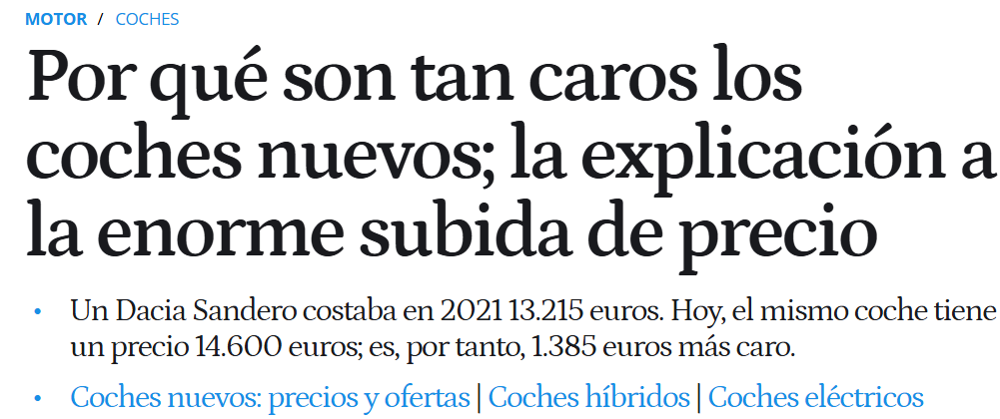 MOTOR / COCHES
Por qué son tan caros los
coches nuevos; la explicación a
la enorme subida de precio
• Un Dacia Sandero costaba en 2021 13.215 euros. Hoy, el mismo coche tiene
un precio 14.600 euros; es, por tanto, 1.385 euros más caro.
• Coches nuevos: precios y ofertas | Coches híbridos | Coches eléctricos